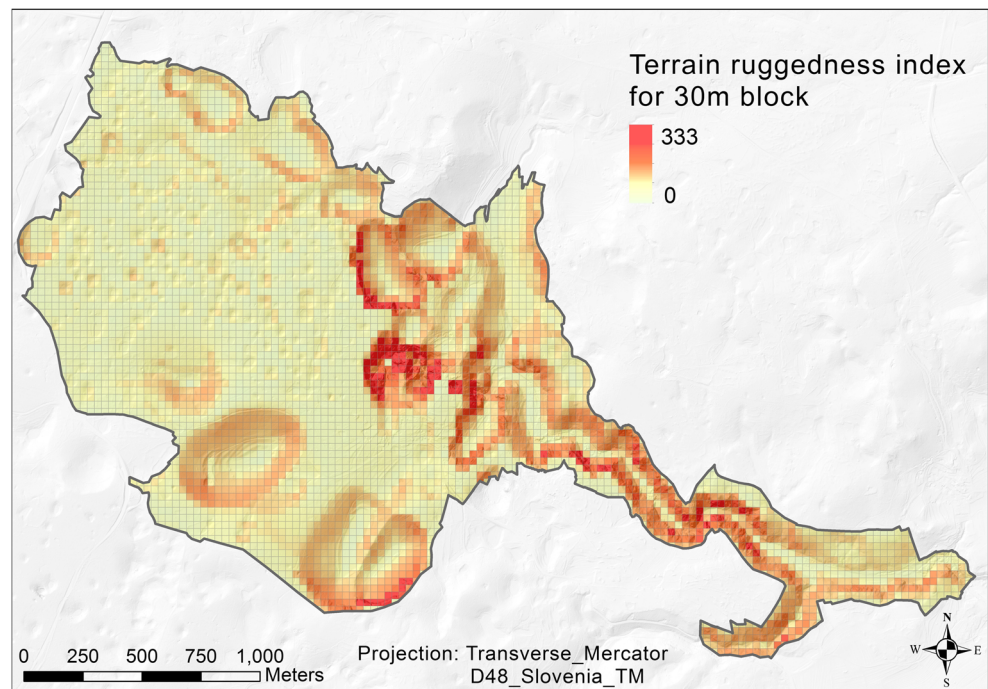 Terrain ruggedness index
for 30m block
333
0
N
W E
S
0 250 500 750 1,000
Meters
Projection: Transverse_Mercator
D48_Slovenia_TM